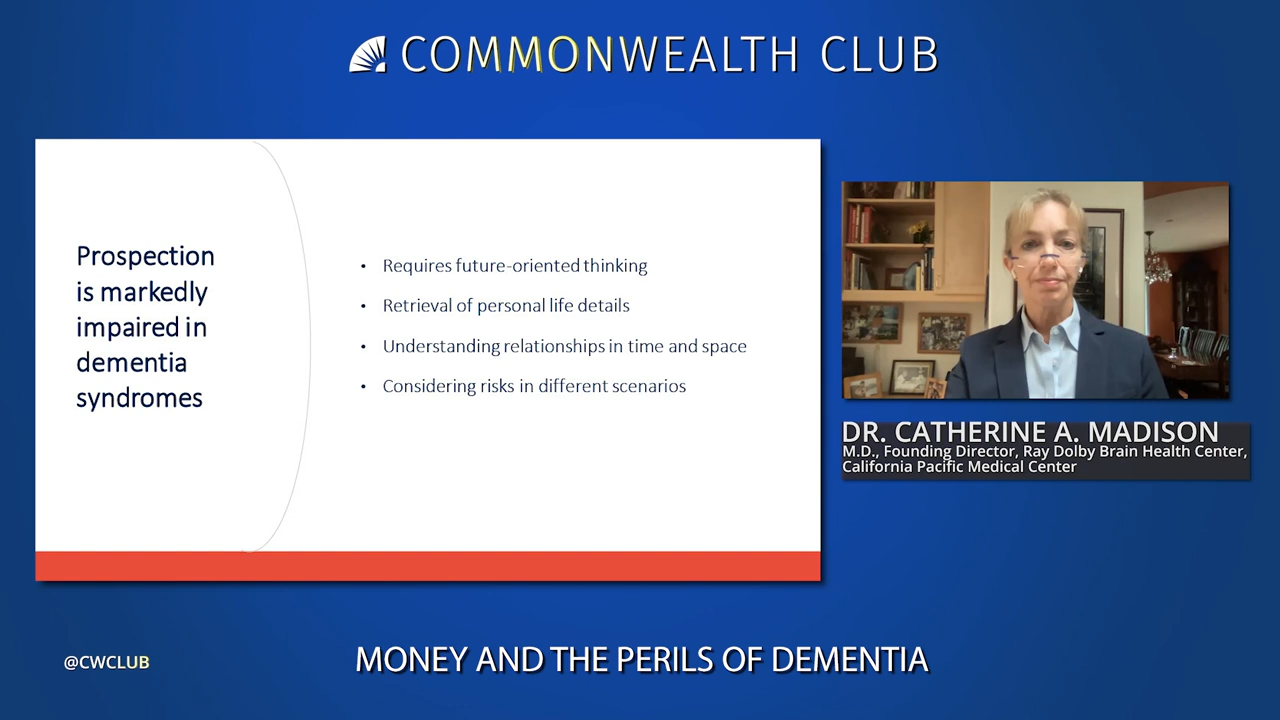 COMMONWEALTH CLUB
Prospection
is markedly
impaired in
dementia
syndromes
• Requires future-oriented thinking
• Retrieval of personal life details
• Understanding relationships in time and space
• Considering risks in different scenarios
DR. CATHERINE A. MADISON
M.D., Founding Director, Ray Dolby Brain Health Center,
California Pacific Medical Center
@CWCLUB
MONEY AND THE PERILS OF DEMENTIA